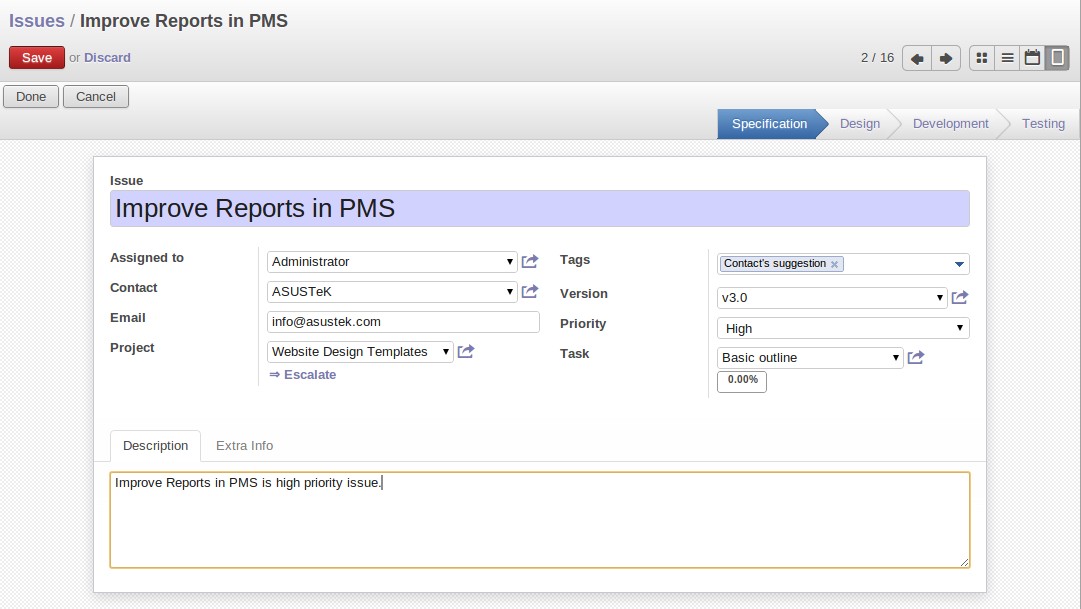 Issues / Improve Reports in PMS
Save or Discard
2 / 16
Done Cancel
Specification Design Development Testing
Issue
Improve Reports in PMS
Assigned to Administrator
Contact ASUSTeK
Email info@asustek.com
Project Website Design Templates
⇒ Escalate
Tags Contact's suggestion x
Version v3.0
Priority High
Task Basic outline
0.00%
Description Extra Info
Improve Reports in PMS is high priority issue.